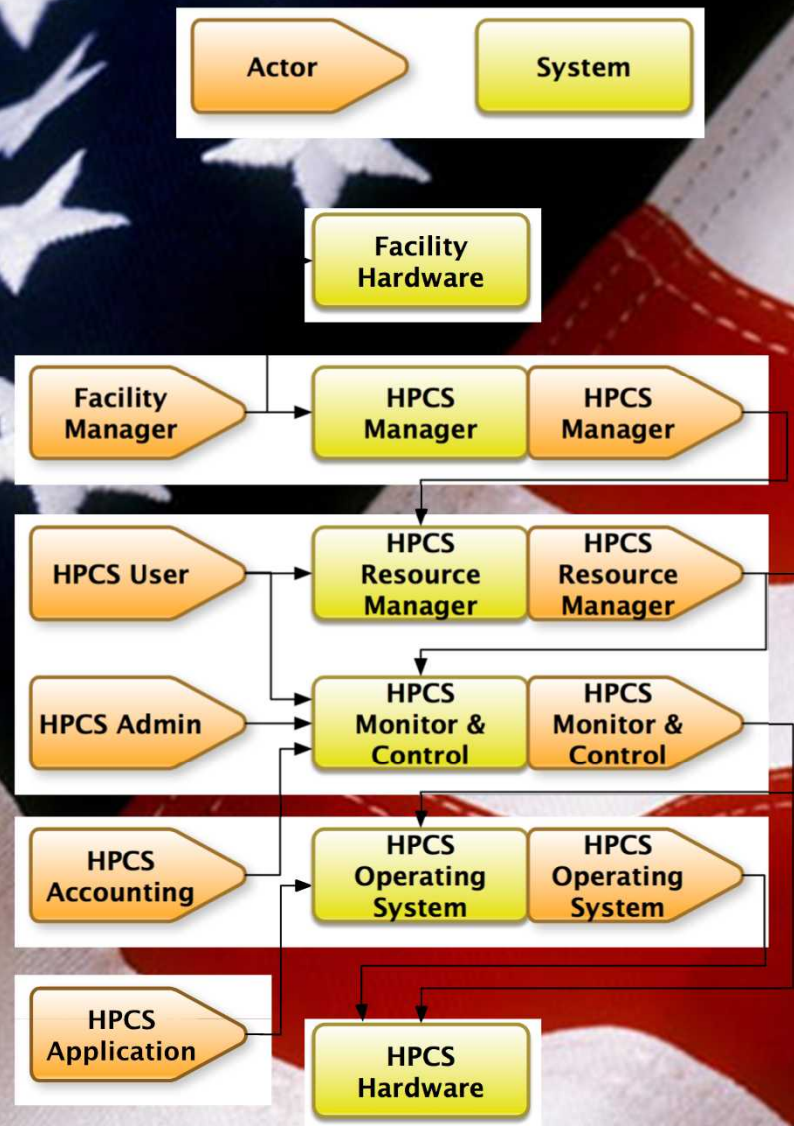 Actor
System
Facility
Hardware
Facility
Manager
HPCS
Manager
HPCS
Manager
HPCS User
HPCS
Resource
Manager
HPCS
Resource
Manager
HPCS Admin
HPCS
Monitor &
Control
HPCS
Monitor &
Control
HPCS
Accounting
HPCS
Operating
System
HPCS
Operating
System
HPCS
Application
HPCS
Hardware